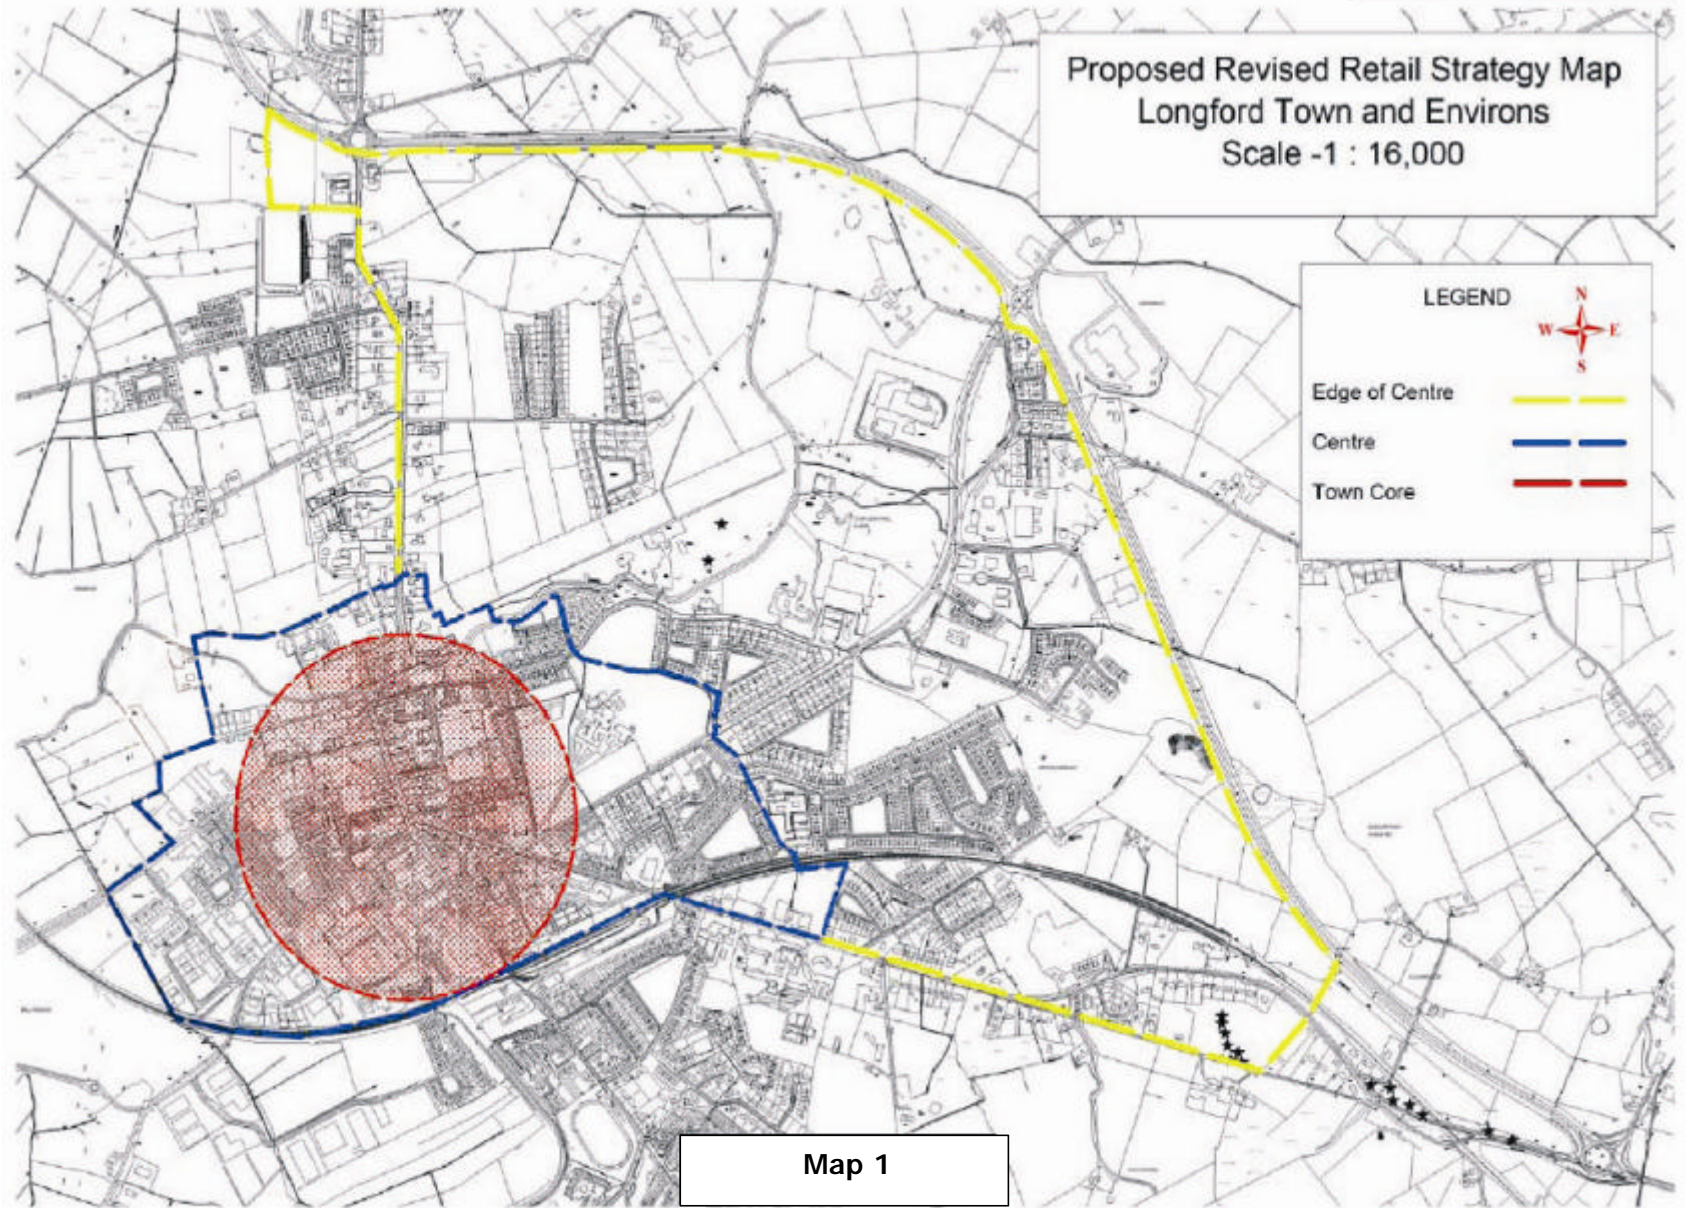 Proposed Revised Retail Strategy Map
Longford Town and Environs
Scale -1 : 16,000
LEGEND
N
W E
S
Edge of Centre
Centre
Town Core
Map 1